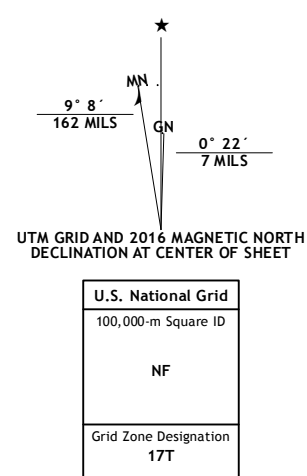 MN
GN
9° 8´
162 MILS
0° 22´
7 MILS
UTM GRID AND 2016 MAGNETIC NORTH
DECLINATION AT CENTER OF SHEET
U.S. National Grid
100,000-m Square ID
NF
Grid Zone Designation
17T